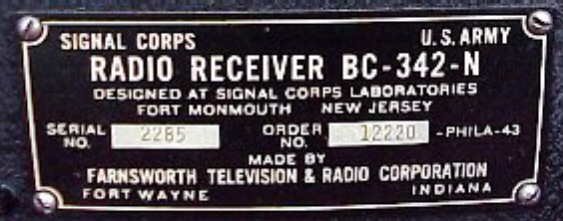 SIGNAL CORPS U.S. ARMY
RADIO RECEIVER BC-342-N
DESIGNED AT SIGNAL CORPS LABORATORIES
FORT MONMOUTH NEW JERSEY
SERIAL NO. 2285 ORDER NO. 12220 -PHILA-43
MADE BY
FARNSWORTH TELEVISION & RADIO CORPORATION
FORT WAYNE INDIANA